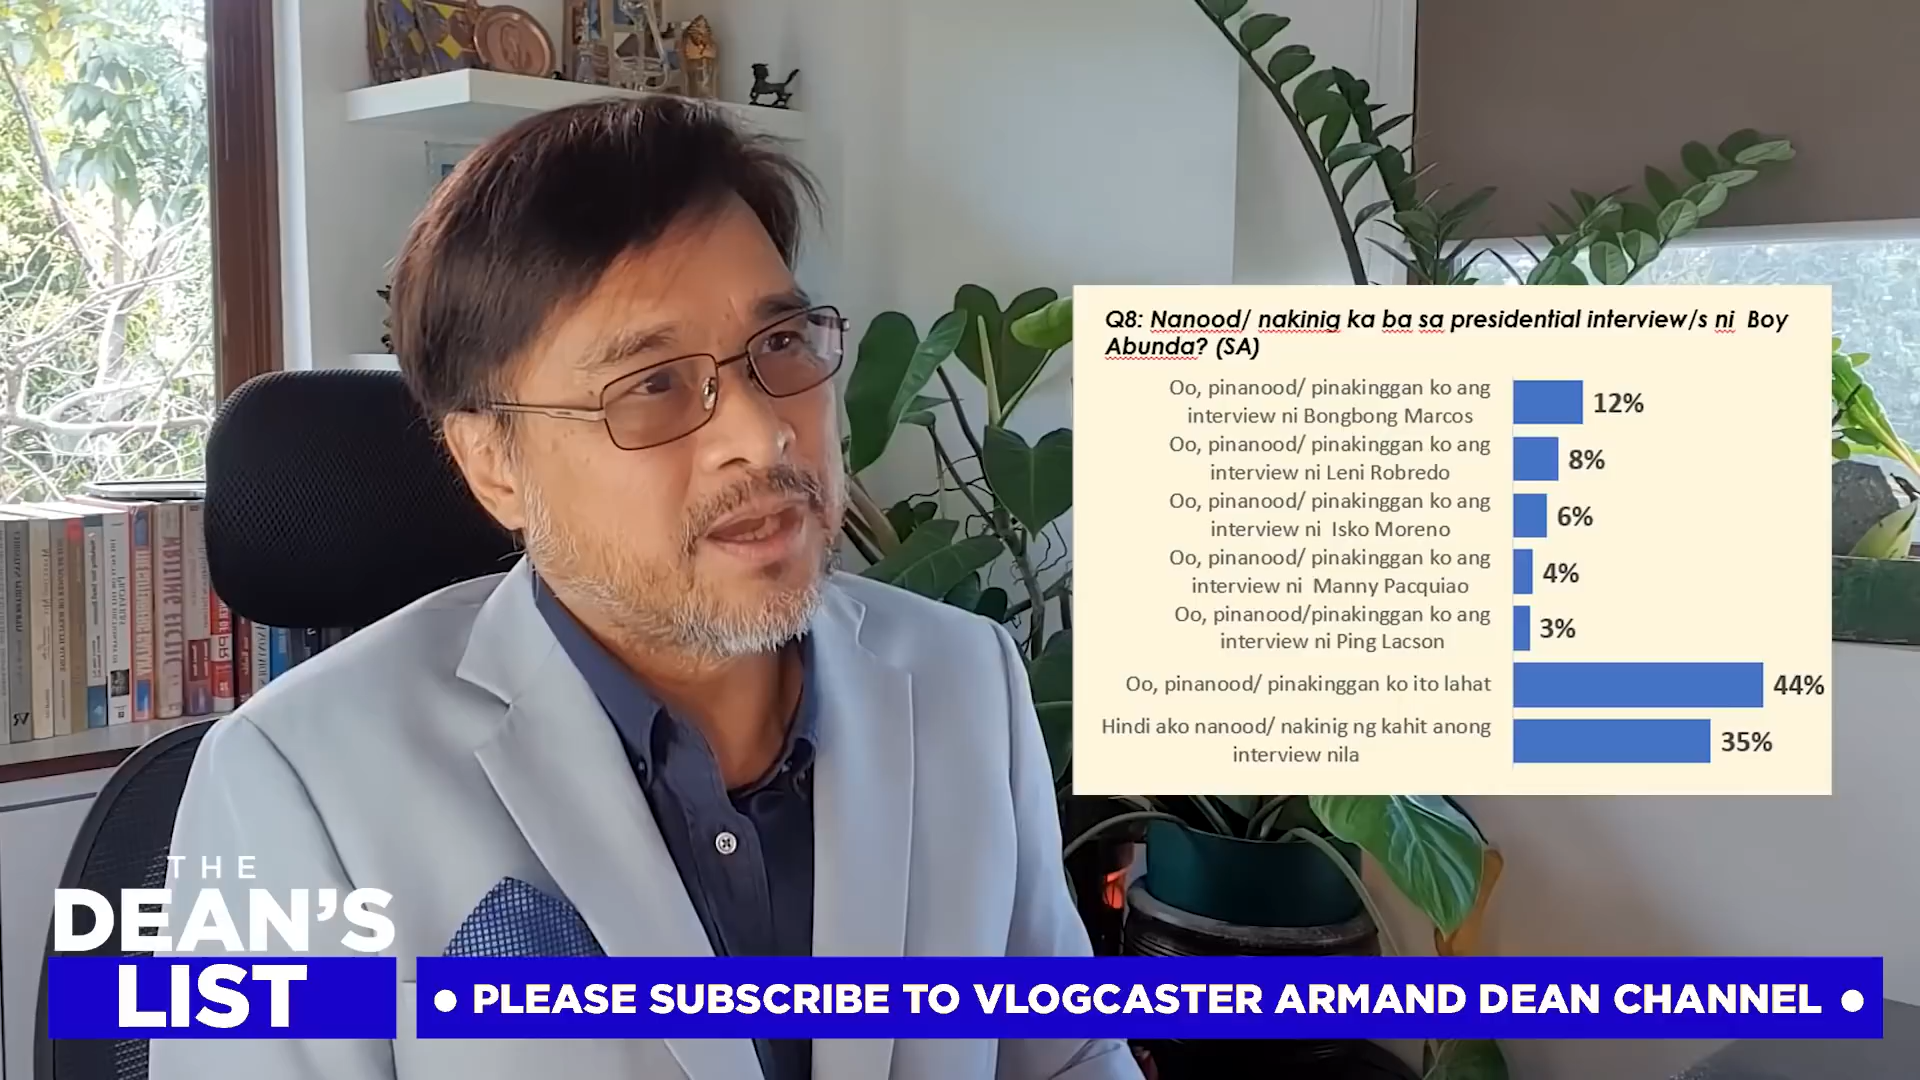 Q8: Nanood/ nakinig ka ba sa presidential interview/s ni Boy
Abunda? (SA)
Oo, pinanood/ pinakinggan ko ang
interview ni Bongbong Marcos
12%
Oo, pinanood/ pinakinggan ko ang
interview ni Leni Robredo
8%
Oo, pinanood/ pinakinggan ko ang
interview ni Isko Moreno
6%
Oo, pinanood/ pinakinggan ko ang
interview ni Manny Pacquiao
4%
Oo, pinanood/pinakinggan ko ang
interview ni Ping Lacson
3%
Oo, pinanood/ pinakinggan ko ito lahat
44%
Hindi ako nanood/ nakinig ng kahit anong
interview nila
35%
THE
DEAN'S
LIST
• PLEASE SUBSCRIBE TO VLOGCASTER ARMAND DEAN CHANNEL •